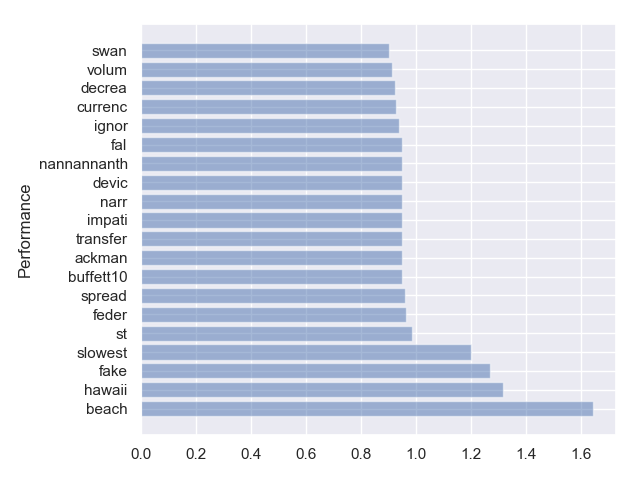 swan
volum
decrea
currenc
ignor
fal
nannannanth
devic
narr
impati
transfer
ackman
buffett10
spread
feder
st
slowest
fake
hawaii
beach
Performance
0.0 0.2 0.4 0.6 0.8 1.0 1.2 1.4 1.6